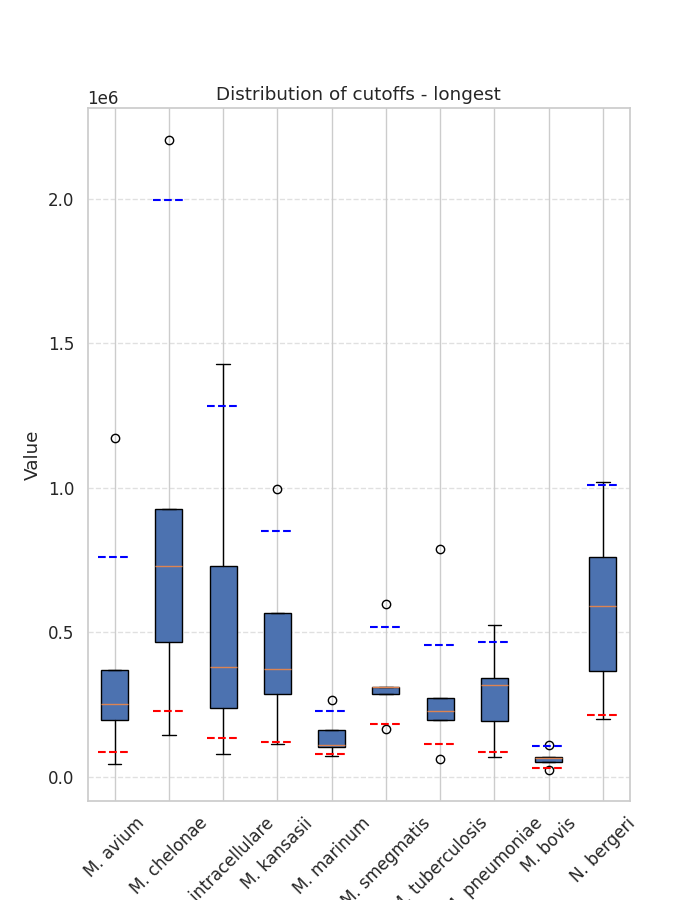 Distribution of cutoffs - longest
1e6
2.0
1.5
1.0
0.5
0.0
Value
M. avium
M. chelonae
intracellulare
M. kansasii
M. marinum
M. smegmatis
. tuberculosis
. pneumoniae
M. bovis
N. bergeri